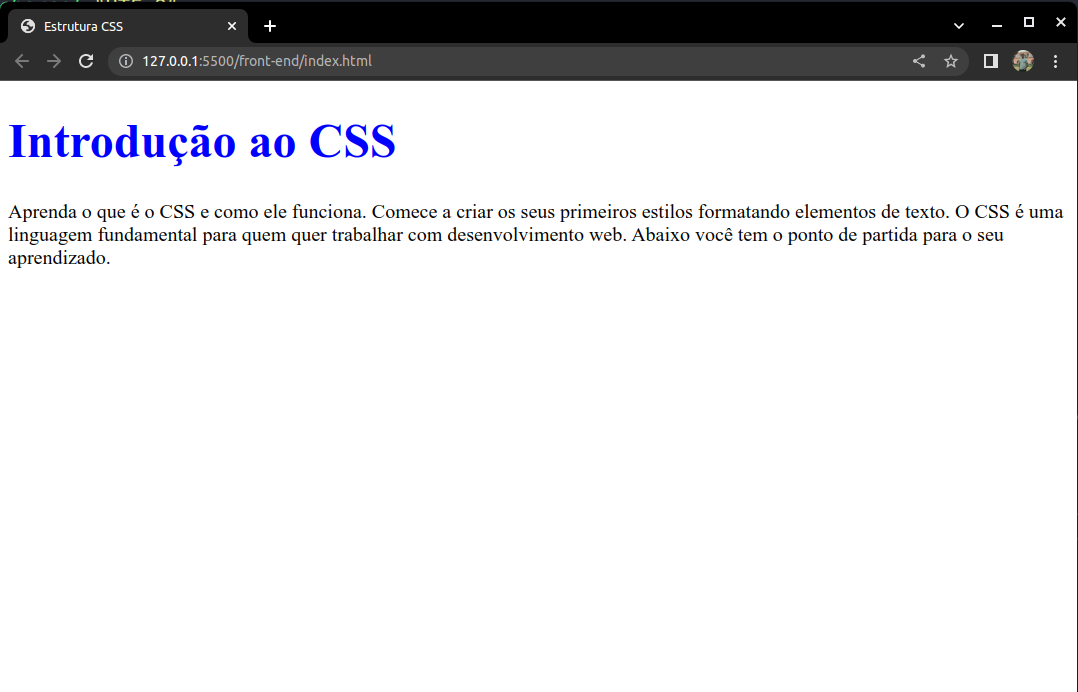 Estrutura CSS
127.0.0.1:5500/front-end/index.html
Introdução ao CSS
Aprenda o que é o CSS e como ele funciona. Comece a criar os seus primeiros estilos formatando elementos de texto. O CSS é uma
linguagem fundamental para quem quer trabalhar com desenvolvimento web. Abaixo você tem o ponto de partida para o seu
aprendizado.